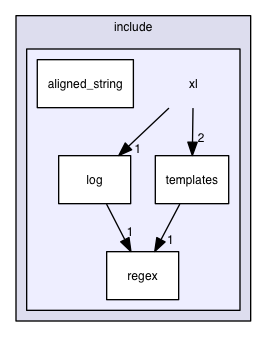 include
aligned_string
xl
1
2
log
templates
1
1
regex